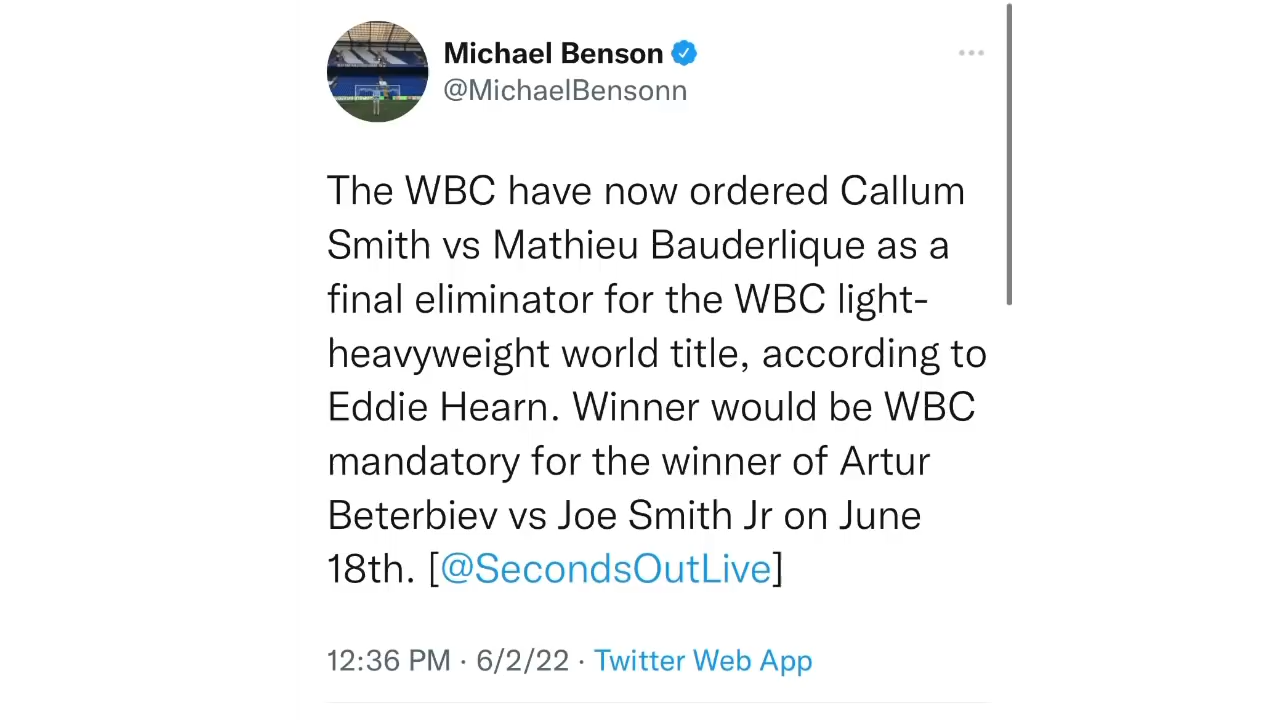 Michael Benson
@MichaelBensonn
The WBC have now ordered Callum
Smith vs Mathieu Bauderlique as a
final eliminator for the WBC light-
heavyweight world title, according to
Eddie Hearn. Winner would be WBC
mandatory for the winner of Artur
Beterbiev vs Joe Smith Jr on June
18th. [@SecondsOutLive]
12:36 PM · 6/2/22 · Twitter Web App